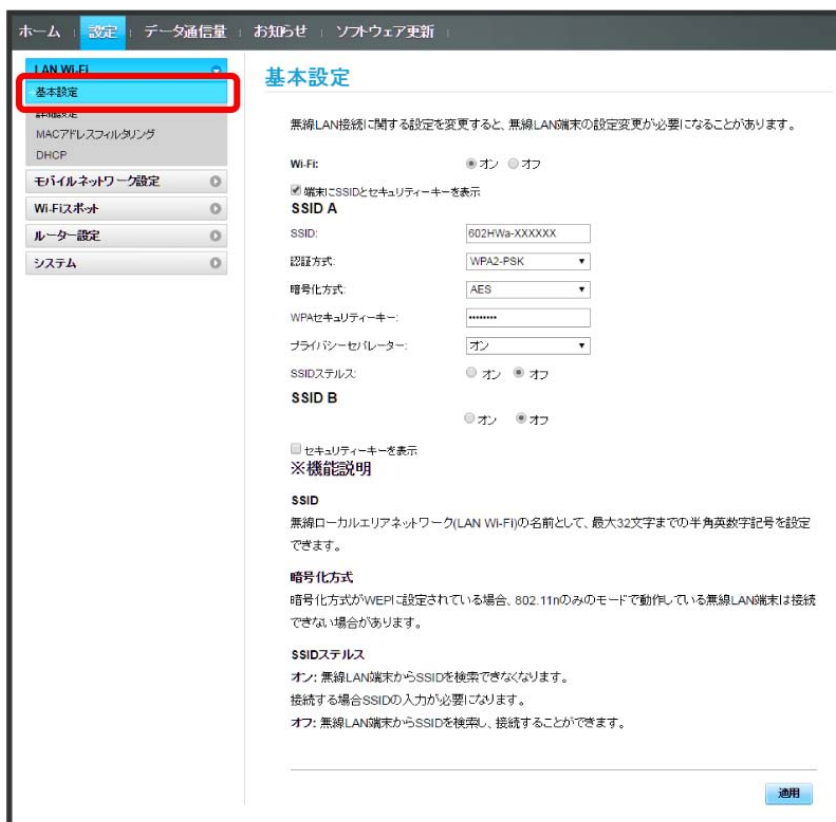 ホーム 設定 データ通信量 お知らせ ソフトウェア更新
LAN Wi-Fi
基本設定
詳細設定
MACアドレスフィルタリング
DHCP
モバイルネットワーク設定
Wi-Fiスポット
ルーター設定
システム
基本設定
無線LAN接続に関する設定を変更すると、無線LAN端末の設定変更が必要になることがあります。
Wi-Fi: オン オフ
端末にSSIDとセキュリティーキーを表示
SSID A
SSID: 602HWa-XXXXXX
認証方式: WPA2-PSK
暗号化方式: AES
WPAセキュリティーキー: ••••••••
プライバシーセパレーター: オン
SSIDステルス: オン オフ
SSID B
オン オフ
セキュリティーキーを表示
※機能説明
SSID
無線ローカルエリアネットワーク(LAN Wi-Fi)の名前として、最大32文字までの半角英数字記号を設定
できます。
暗号化方式
暗号化方式がWEPに設定されている場合、802.11nのみのモードで動作している無線LAN端末は接続
できない場合があります。
SSIDステルス
オン: 無線LAN端末からSSIDを検索できなくなります。
接続する場合SSIDの入力が必要になります。
オフ: 無線LAN端末からSSIDを検索し、接続することができます。
適用